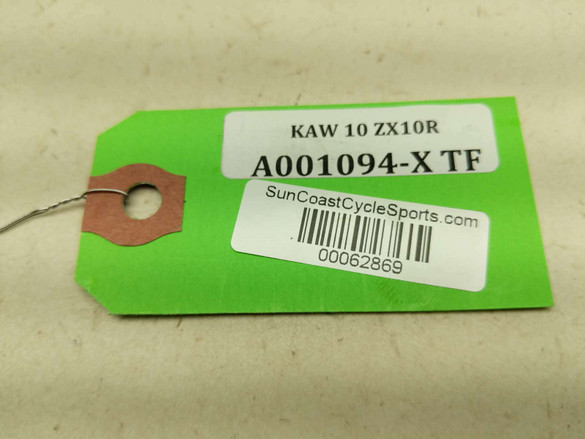 KAW 10 ZX10R
A001094-X TF
SunCoastCycleSports.com
00062869